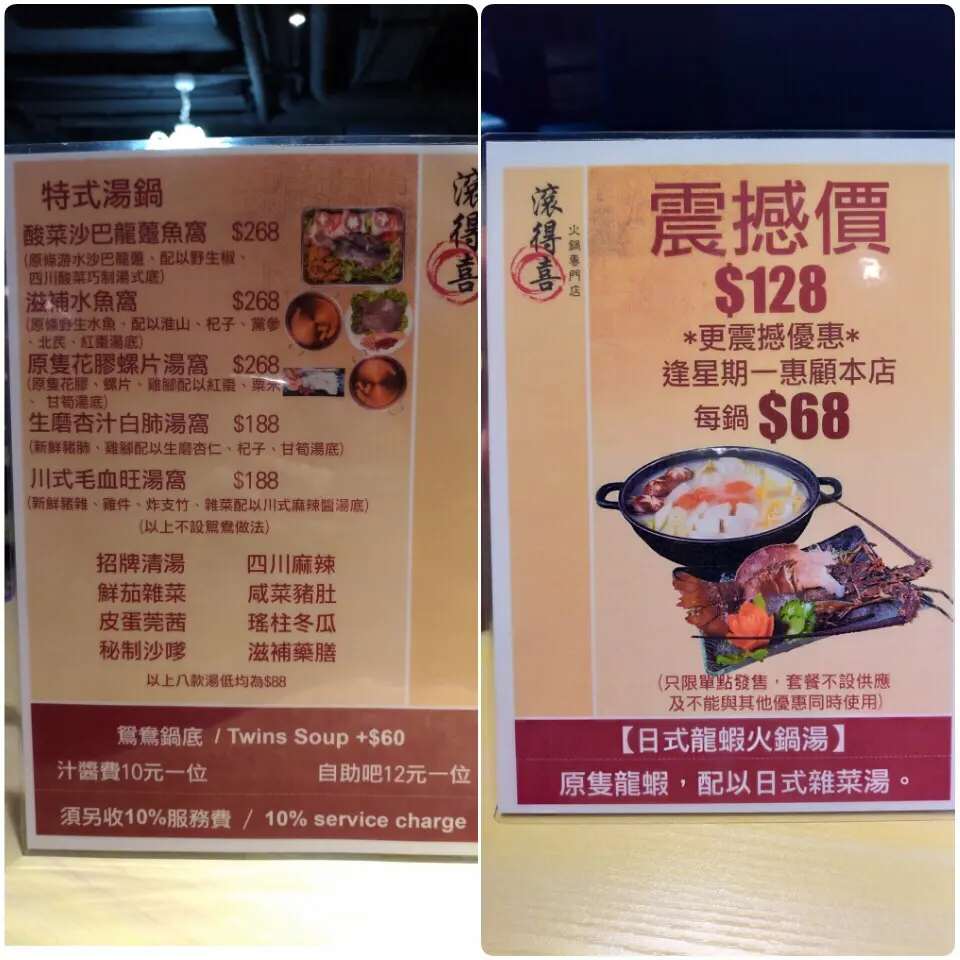 特式湯鍋
酸菜沙巴龍躉魚窩 $268
(原條游水沙巴龍躉、配以野生椒、
四川酸菜巧制湯式底)
滋補水魚窩 $268
(原條野生水魚、配以淮山、杞子、黨參
、北芪、紅棗湯底)
原隻花膠螺片湯窩 $268
(原隻花膠、螺片、雞腳配以紅棗、粟米
、甘筍湯底)
生磨杏汁白肺湯窩 $188
(新鮮豬肺、雞腳配以生磨杏仁、杞子、甘筍湯底)
川式毛血旺湯窩 $188
(新鮮豬雜、雞件、炸支竹、雜菜配以川式麻辣醬湯底)
(以上不設鴛鴦做法)
招牌清湯 四川麻辣
鮮茄雜菜 咸菜豬肚
皮蛋莞茜 瑤柱冬瓜
秘制沙嗲 滋補藥膳
以上八款湯低均為$88
鴛鴦鍋底 / Twins Soup +$60
汁醬費10元一位 自助吧12元一位
須另收10%服務費 / 10% service charge
滾得喜
滾得喜
火鍋專門店
震撼價
$128
*更震撼優惠*
逢星期一惠顧本店
每鍋 $68
(只限單點發售，套餐不設供應
及不能與其他優惠同時使用)
【日式龍蝦火鍋湯】
原隻龍蝦，配以日式雜菜湯。